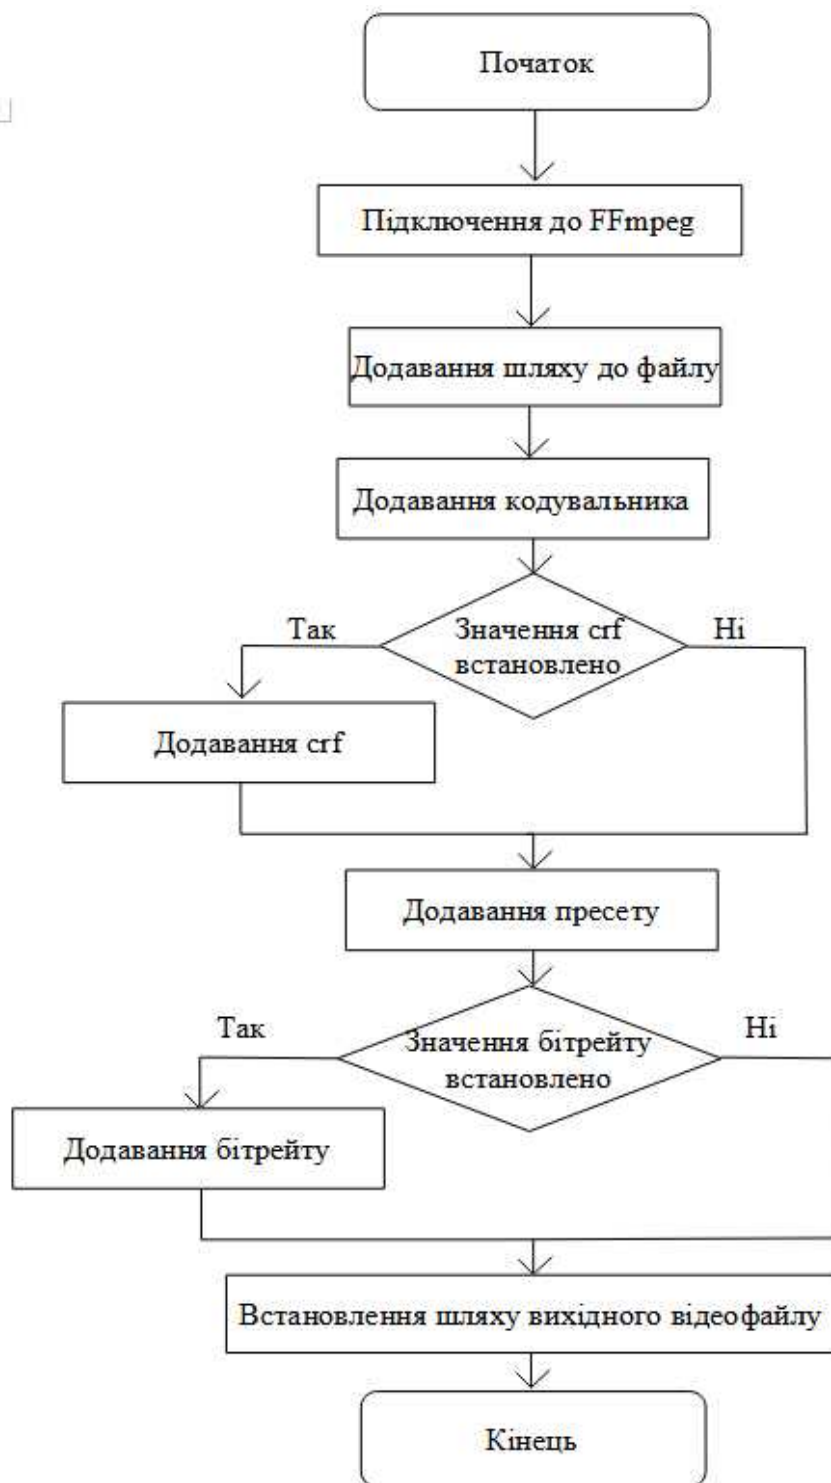 Початок
Підключення до FFmpeg
Додавання шляху до файлу
Додавання кодувальника
Так
Значення crf
встановлено
Ні
Додавання crf
Додавання пресету
Так
Значення бітрейту
встановлено
Ні
Додавання бітрейту
Встановлення шляху вихідного відеофайлу
Кінець